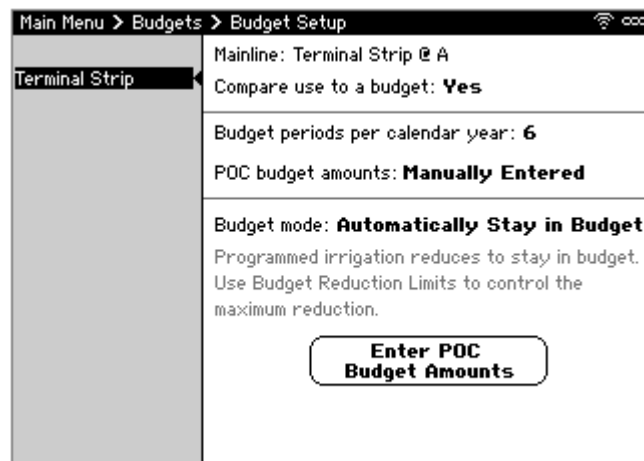 Main Menu > Budgets > Budget Setup
Terminal Strip
Mainline: Terminal Strip @ A
Compare use to a budget: Yes
Budget periods per calendar year: 6
POC budget amounts: Manually Entered
Budget mode: Automatically Stay in Budget
Programmed irrigation reduces to stay in budget.
Use Budget Reduction Limits to control the
maximum reduction.
Enter POC
Budget Amounts